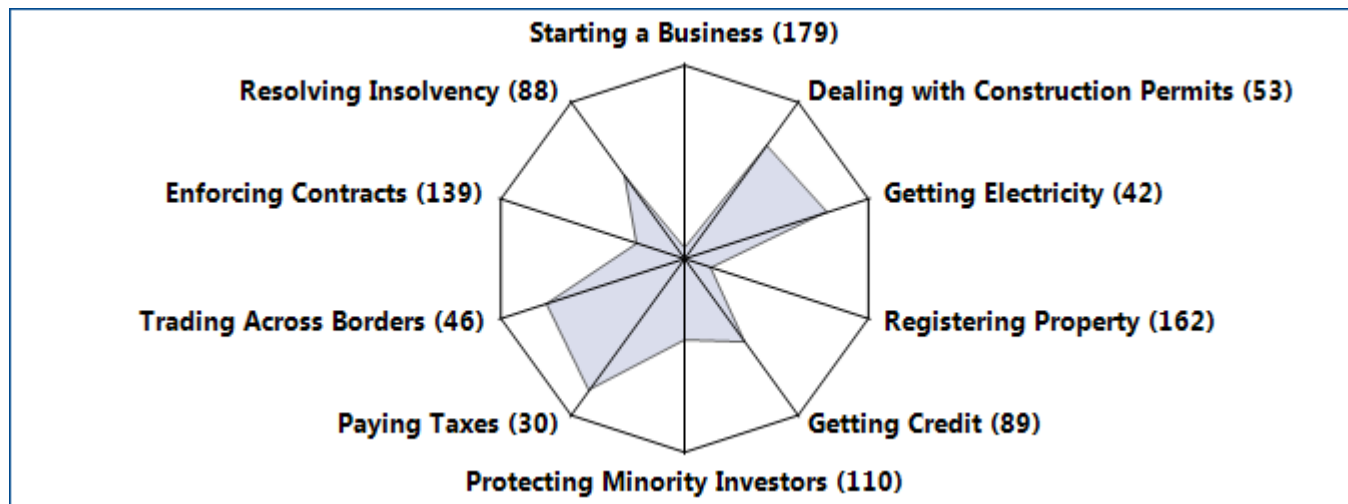 Starting a Business (179)
Resolving Insolvency (88)
Dealing with Construction Permits (53)
Enforcing Contracts (139)
Getting Electricity (42)
Trading Across Borders (46)
Registering Property (162)
Paying Taxes (30)
Getting Credit (89)
Protecting Minority Investors (110)